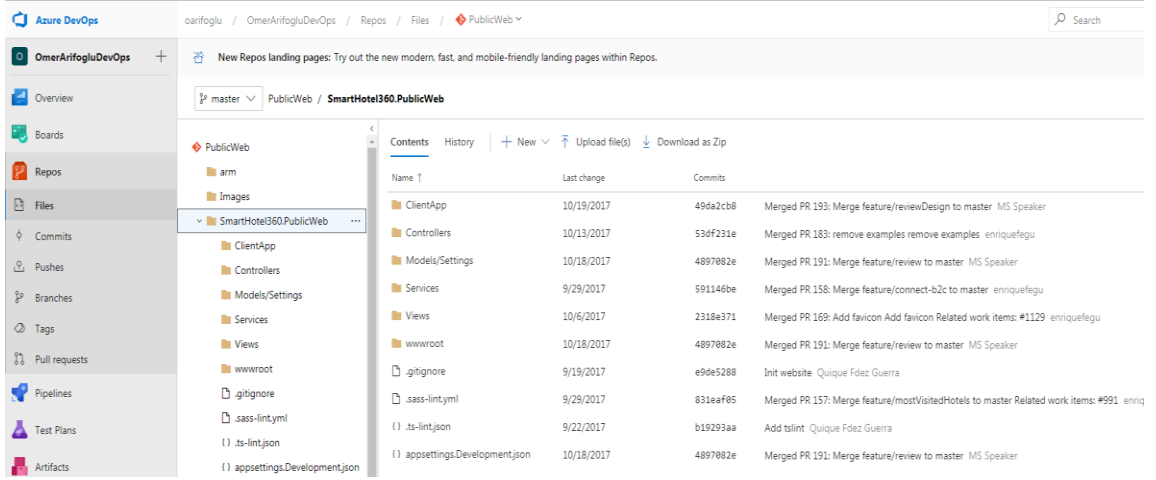 Azure DevOps
oarifoglu / OmerArifogluDevOps / Repos / Files / PublicWeb
Search
O OmerArifogluDevOps +
New Repos landing pages: Try out the new modern, fast, and mobile-friendly landing pages within Repos.
Overview
Boards
Repos
Files
Commits
Pushes
Branches
Tags
Pull requests
Pipelines
Test Plans
Artifacts
master PublicWeb / SmartHotel360.PublicWeb
PublicWeb
arm
Images
SmartHotel360.PublicWeb ...
ClientApp
Controllers
Models/Settings
Services
Views
wwwroot
.gitignore
.sass-lint.yml
{} .ts-lint.json
{} appsettings.Development.json
Contents History + New Upload file(s) Download as Zip
Name ↑ Last change Commits
ClientApp 10/19/2017 49da2cb8 Merged PR 193: Merge feature/reviewDesign to master MS Speaker
Controllers 10/13/2017 53df231e Merged PR 183: remove examples remove examples enriquefegu
Models/Settings 10/18/2017 4897082e Merged PR 191: Merge feature/review to master MS Speaker
Services 9/29/2017 591146be Merged PR 158: Merge feature/connect-b2c to master enriquefegu
Views 10/6/2017 2318e371 Merged PR 169: Add favicon Add favicon Related work items: #1129 enriquefegu
wwwroot 10/18/2017 4897082e Merged PR 191: Merge feature/review to master MS Speaker
.gitignore 9/19/2017 e9de5288 Init website Quique Fdez Guerra
.sass-lint.yml 9/29/2017 831eaf05 Merged PR 157: Merge feature/mostVisitedHotels to master Related work items: #991 enriq
{} .ts-lint.json 9/22/2017 b19293aa Add tslint Quique Fdez Guerra
{} appsettings.Development.json 10/18/2017 4897082e Merged PR 191: Merge feature/review to master MS Speaker